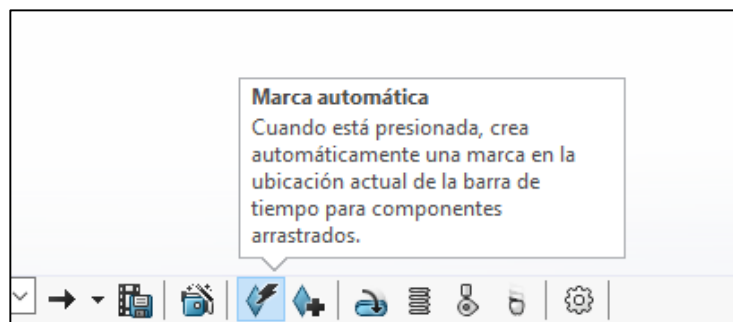 Marca automática
Cuando está presionada, crea
automáticamente una marca en la
ubicación actual de la barra de
tiempo para componentes
arrastrados.